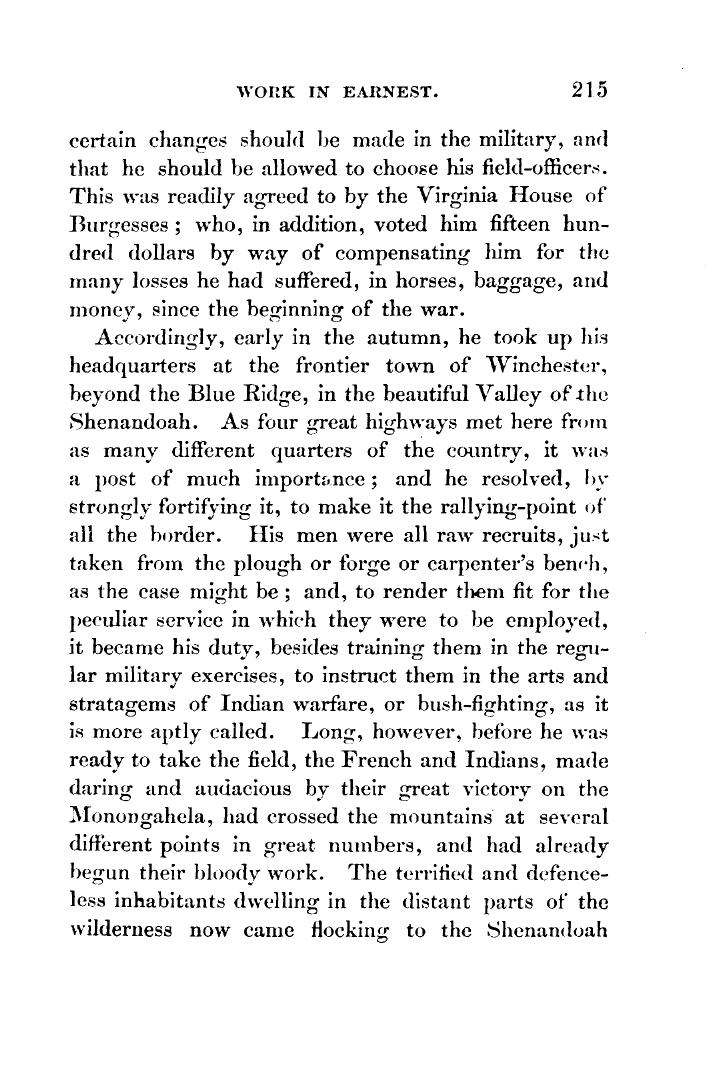 WORK IN EARNEST. 215
certain changes should be made in the military, and
that he should be allowed to choose his field-officers.
This was readily agreed to by the Virginia House of
Burgesses ; who, in addition, voted him fifteen hun-
dred dollars by way of compensating him for the
many losses he had suffered, in horses, baggage, and
money, since the beginning of the war.
Accordingly, early in the autumn, he took up his
headquarters at the frontier town of Winchester,
beyond the Blue Ridge, in the beautiful Valley of the
Shenandoah. As four great highways met here from
as many different quarters of the country, it was
a post of much importance ; and he resolved, by
strongly fortifying it, to make it the rallying-point of
all the border. His men were all raw recruits, just
taken from the plough or forge or carpenter's bench,
as the case might be ; and, to render them fit for the
peculiar service in which they were to be employed,
it became his duty, besides training them in the regu-
lar military exercises, to instruct them in the arts and
stratagems of Indian warfare, or bush-fighting, as it
is more aptly called. Long, however, before he was
ready to take the field, the French and Indians, made
daring and audacious by their great victory on the
Monongahela, had crossed the mountains at several
different points in great numbers, and had already
begun their bloody work. The terrified and defence-
less inhabitants dwelling in the distant parts of the
wilderness now came flocking to the Shenandoah